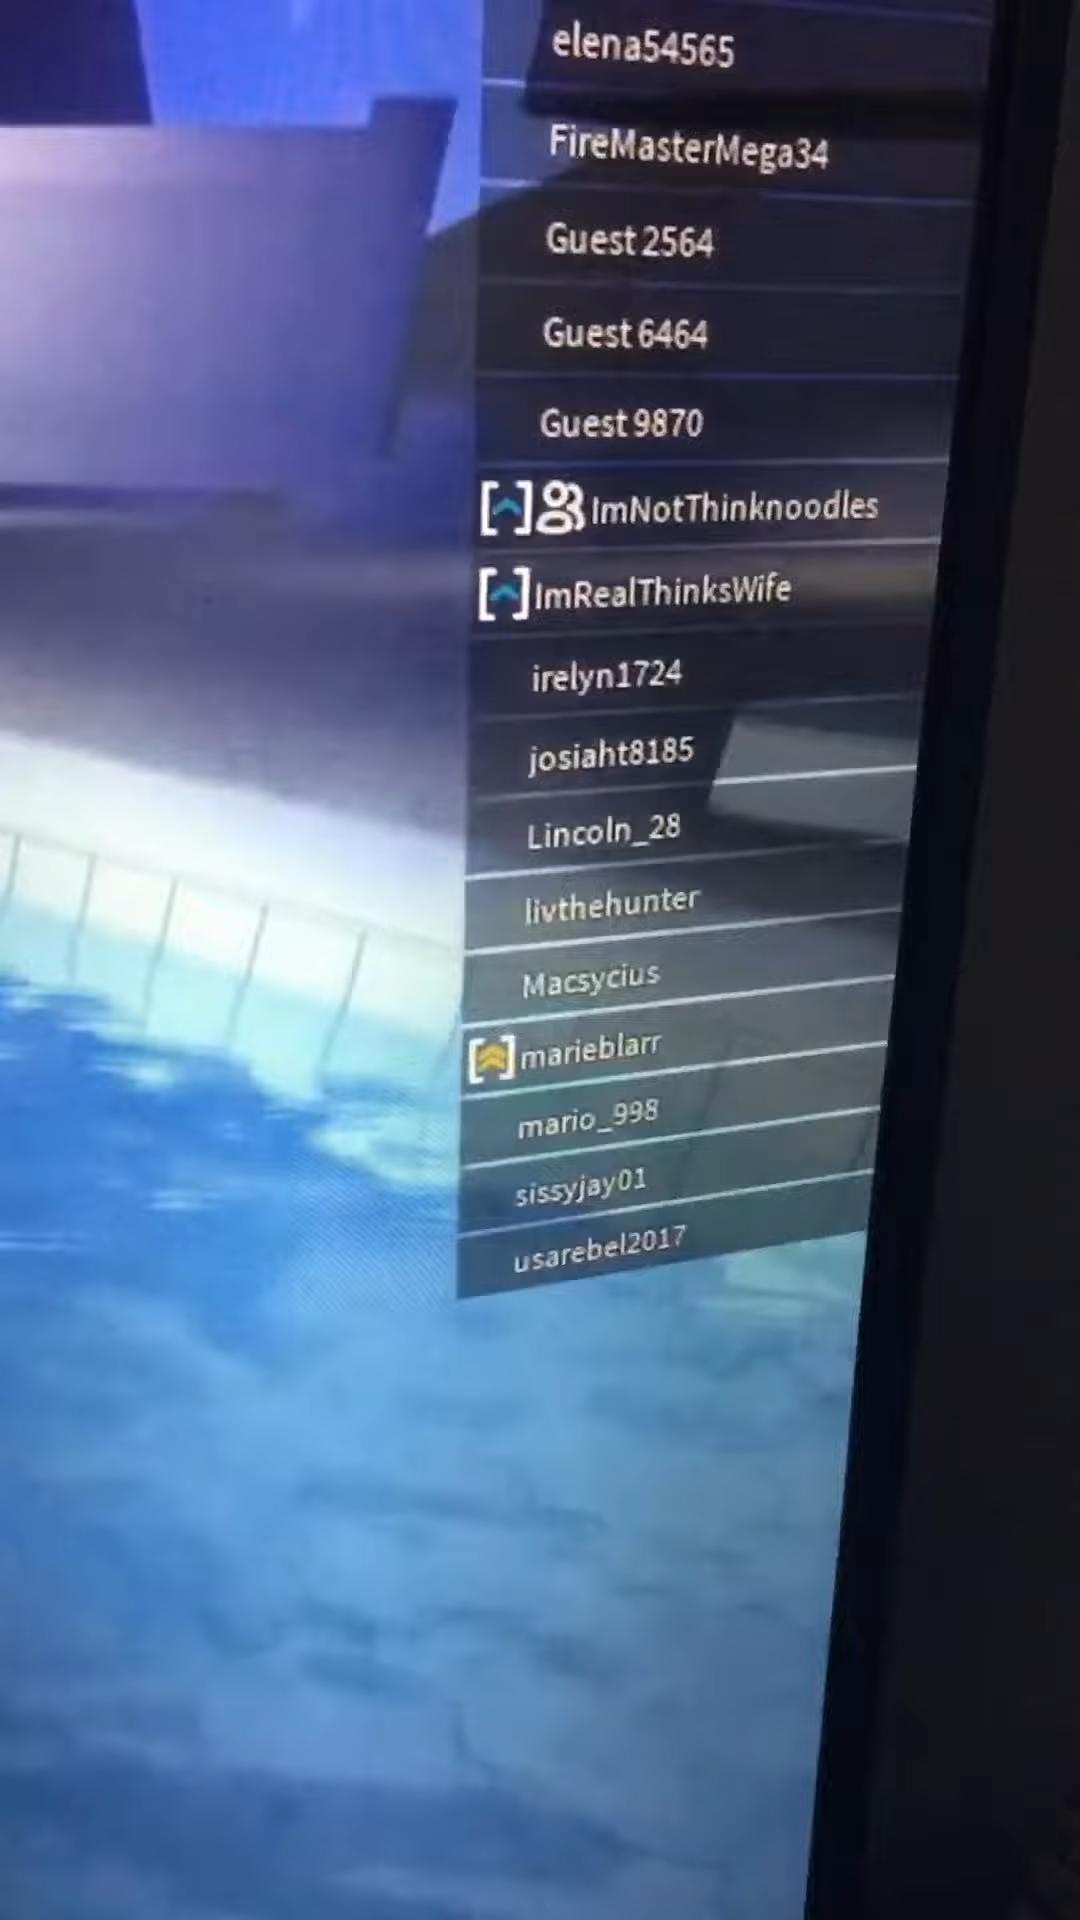 elena54565
FireMasterMega34
Guest 2564
Guest 6464
Guest 9870
ImNotThinknoodles
ImRealThinksWife
irelyn1724
josiaht8185
Lincoln_28
livthehunter
Macsycius
marieblarr
mario_998
sissyjay01
usarebel2017